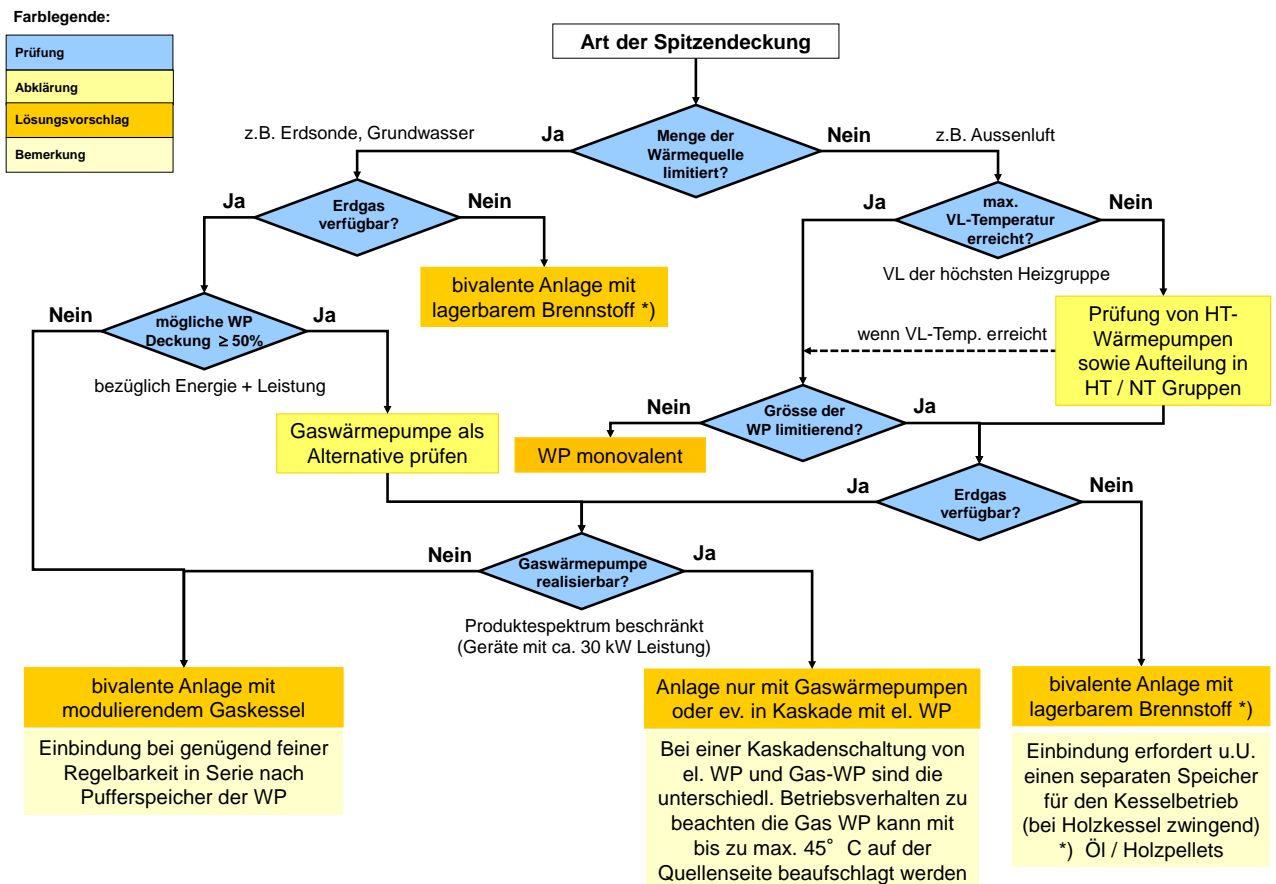 Farblegende:
Prüfung
Abklärung
Lösungsvorschlag
Bemerkung
Art der Spitzendeckung
z.B. Erdsonde, Grundwasser
Ja
Menge der
Wärmequelle
limitiert?
Nein
z.B. Aussenluft
Ja
Erdgas
verfügbar?
Nein
Ja
max.
VL-Temperatur
erreicht?
Nein
VL der höchsten Heizgruppe
bivalente Anlage mit
lagerbarem Brennstoff *)
Nein
mögliche WP
Deckung ≥ 50%
Ja
bezüglich Energie + Leistung
wenn VL-Temp. erreicht
Prüfung von HT-
Wärmepumpen
sowie Aufteilung in
HT / NT Gruppen
Nein
Grösse der
WP limitierend?
Ja
Gaswärmepumpe als
Alternative prüfen
WP monovalent
Ja
Erdgas
verfügbar?
Nein
Nein
Gaswärmepumpe
realisierbar?
Ja
Produktespektrum beschränkt
(Geräte mit ca. 30 kW Leistung)
bivalente Anlage mit
modulierendem Gaskessel
Einbindung bei genügend feiner
Regelbarkeit in Serie nach
Pufferspeicher der WP
Anlage nur mit Gaswärmepumpen
oder ev. in Kaskade mit el. WP
Bei einer Kaskadenschaltung von
el. WP und Gas-WP sind die
unterschiedl. Betriebsverhalten zu
beachten die Gas WP kann mit
bis zu max. 45° C auf der
Quellenseite beaufschlagt werden
bivalente Anlage mit
lagerbarem Brennstoff *)
Einbindung erfordert u.U.
einen separaten Speicher
für den Kesselbetrieb
(bei Holzkessel zwingend)
*) Öl / Holzpellets